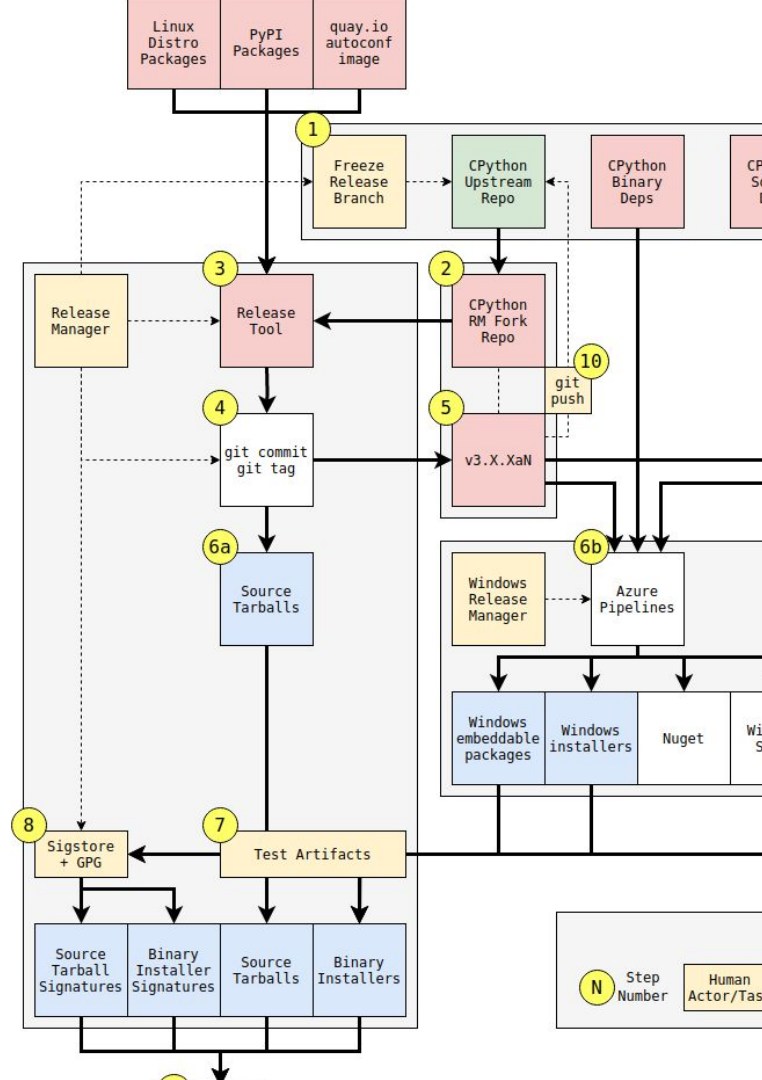 Linux
Distro
Packages
PyPI
Packages
quay.io
autoconf
image
1
Freeze
Release
Branch
CPython
Upstream
Repo
CPython
Binary
Deps
3
2
Release
Manager
Release
Tool
CPython
RM Fork
Repo
10
git
push
4
5
git commit
git tag
v3.X.XaN
6a
6b
Source
Tarballs
Windows
Release
Manager
Azure
Pipelines
Windows
embeddable
packages
Windows
installers
Nuget
8
7
Sigstore
+ GPG
Test Artifacts
Source
Tarball
Signatures
Binary
Installer
Signatures
Source
Tarballs
Binary
Installers
N
Step
Number
Human